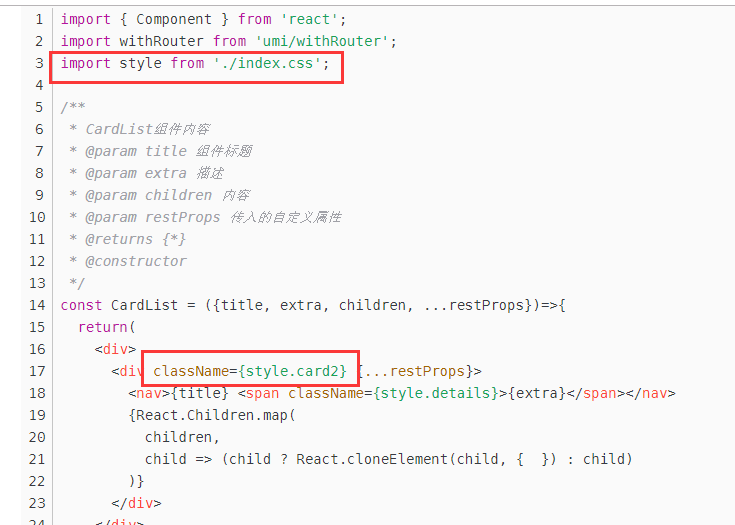 1 import { Component } from 'react';
2 import withRouter from 'umi/withRouter';
3 import style from './index.css';
4
5 /**
6 * CardList组件内容
7 * @param title 组件标题
8 * @param extra 描述
9 * @param children 内容
10 * @param restProps 传入的自定义属性
11 * @returns {*}
12 * @constructor
13 */
14 const CardList = ({title, extra, children, ...restProps})=>{
15 return(
16 <div>
17 <div className={style.card2} {...restProps}>
18 <nav>{title} <span className={style.details}>{extra}</span></nav>
19 {React.Children.map(
20 children,
21 child => (child ? React.cloneElement(child, { }) : child)
22 )}
23 </div>
24 </div>